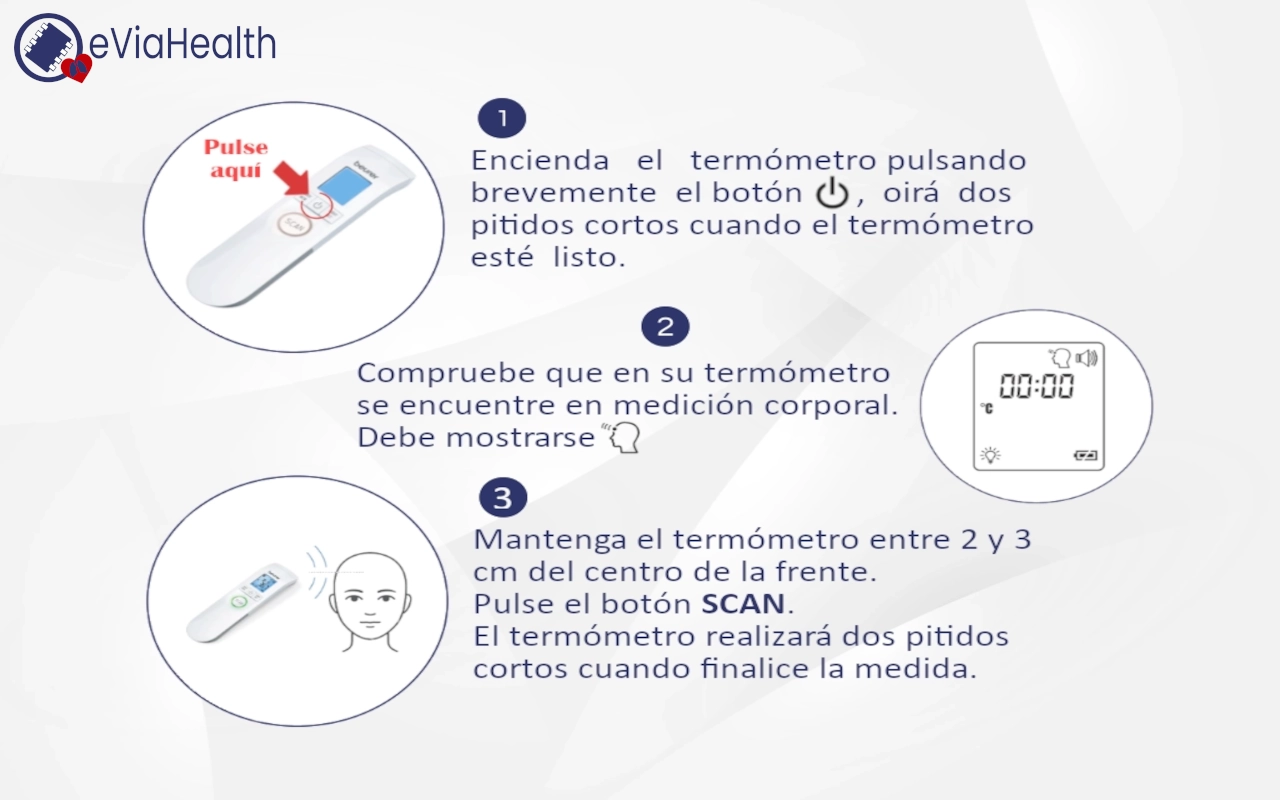 eViaHealth
Pulse
aquí
beurer
SCAN
1
Encienda el termómetro pulsando
brevemente el botón , oirá dos
pitidos cortos cuando el termómetro
esté listo.
2
Compruebe que en su termómetro
se encuentre en medición corporal.
Debe mostrarse
00:00
°C
3
Mantenga el termómetro entre 2 y 3
cm del centro de la frente.
Pulse el botón SCAN.
El termómetro realizará dos pitidos
cortos cuando finalice la medida.